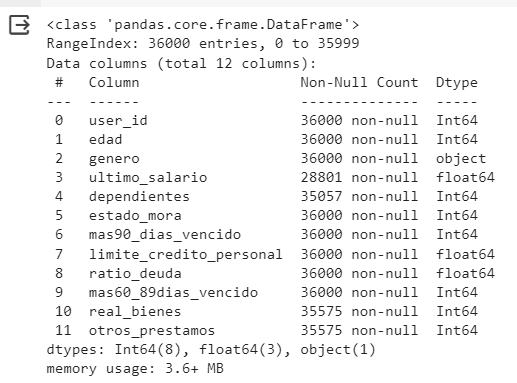 <class 'pandas.core.frame.DataFrame'>
RangeIndex: 36000 entries, 0 to 35999
Data columns (total 12 columns):
 #   Column                   Non-Null Count  Dtype
---  ------                   --------------  -----
 0   user_id                  36000 non-null  Int64
 1   edad                     36000 non-null  Int64
 2   genero                   36000 non-null  object
 3   ultimo_salario           28801 non-null  float64
 4   dependientes             35057 non-null  Int64
 5   estado_mora              36000 non-null  Int64
 6   mas90_dias_vencido       36000 non-null  Int64
 7   limite_credito_personal  36000 non-null  float64
 8   ratio_deuda              36000 non-null  float64
 9   mas60_89dias_vencido     36000 non-null  Int64
 10  real_bienes              35575 non-null  Int64
 11  otros_prestamos          35575 non-null  Int64
dtypes: Int64(8), float64(3), object(1)
memory usage: 3.6+ MB